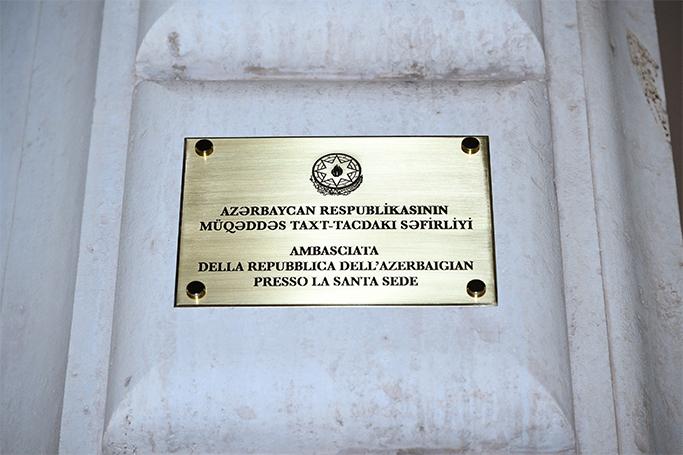 AZƏRBAYCAN RESPUBLİKASININ
MÜQƏDDƏS TAXT-TACDAKI SƏFİRLİYİ
AMBASCIATA
DELLA REPUBBLICA DELL'AZERBAIGIAN
PRESSO LA SANTA SEDE